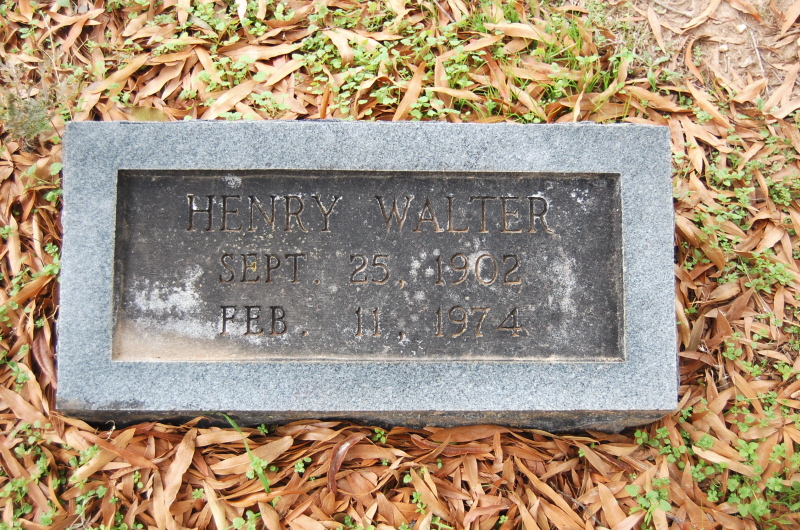 HENRY WALTER
SEPT. 25, 1902
FEB. 11, 1974